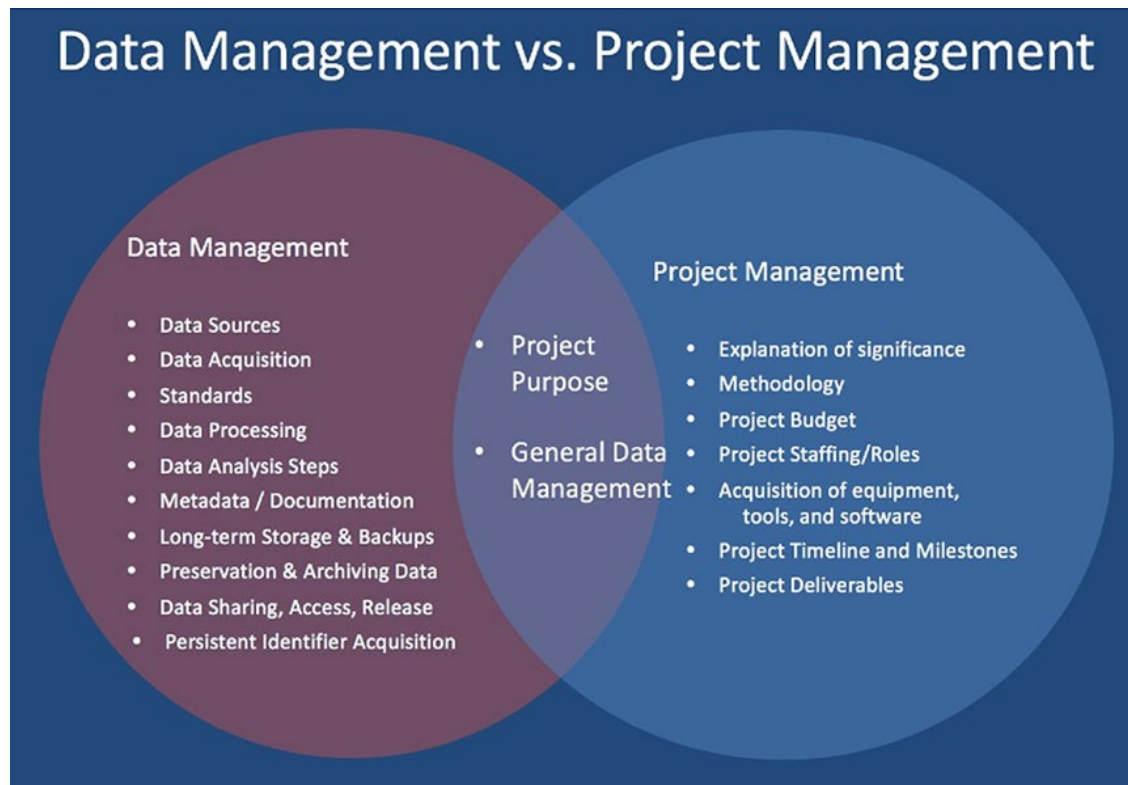 Data Management vs. Project Management
Data Management
• Data Sources
• Data Acquisition
• Standards
• Data Processing
• Data Analysis Steps
• Metadata / Documentation
• Long-term Storage & Backups
• Preservation & Archiving Data
• Data Sharing, Access, Release
• Persistent Identifier Acquisition
• Project
Purpose
• General Data
Management
Project Management
• Explanation of significance
• Methodology
• Project Budget
• Project Staffing/Roles
• Acquisition of equipment,
tools, and software
• Project Timeline and Milestones
• Project Deliverables